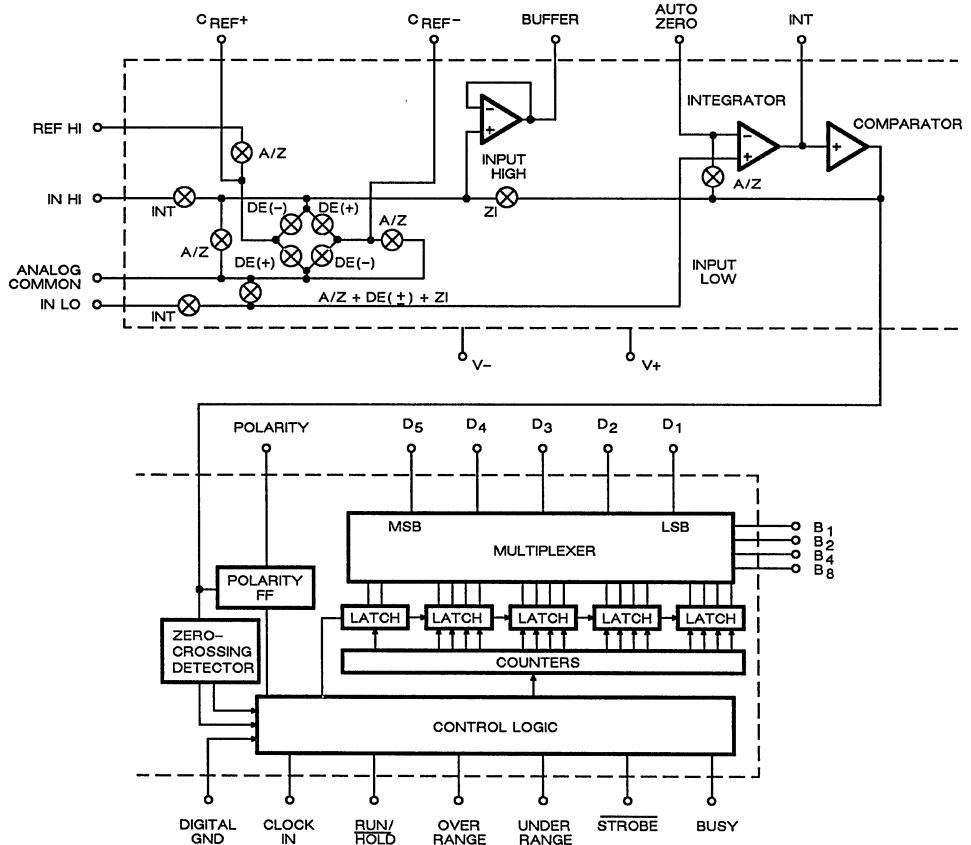 C REF+
C REF−
BUFFER
AUTO
ZERO
INT
REF HI
A/Z
IN HI
INT
DE(−)
DE(+)
A/Z
A/Z
DE(+)
DE(−)
INPUT
HIGH
ZI
INTEGRATOR
COMPARATOR
A/Z
ANALOG
COMMON
IN LO
INT
A/Z + DE(±) + ZI
INPUT
LOW
V−
V+
POLARITY
D5
D4
D3
D2
D1
MSB
LSB
MULTIPLEXER
B1
B2
B4
B8
POLARITY
FF
LATCH
LATCH
LATCH
LATCH
LATCH
ZERO–
CROSSING
DETECTOR
COUNTERS
CONTROL LOGIC
DIGITAL
GND
CLOCK
IN
RUN/
HOLD
OVER
RANGE
UNDER
RANGE
STROBE
BUSY
−
+
−
+
+